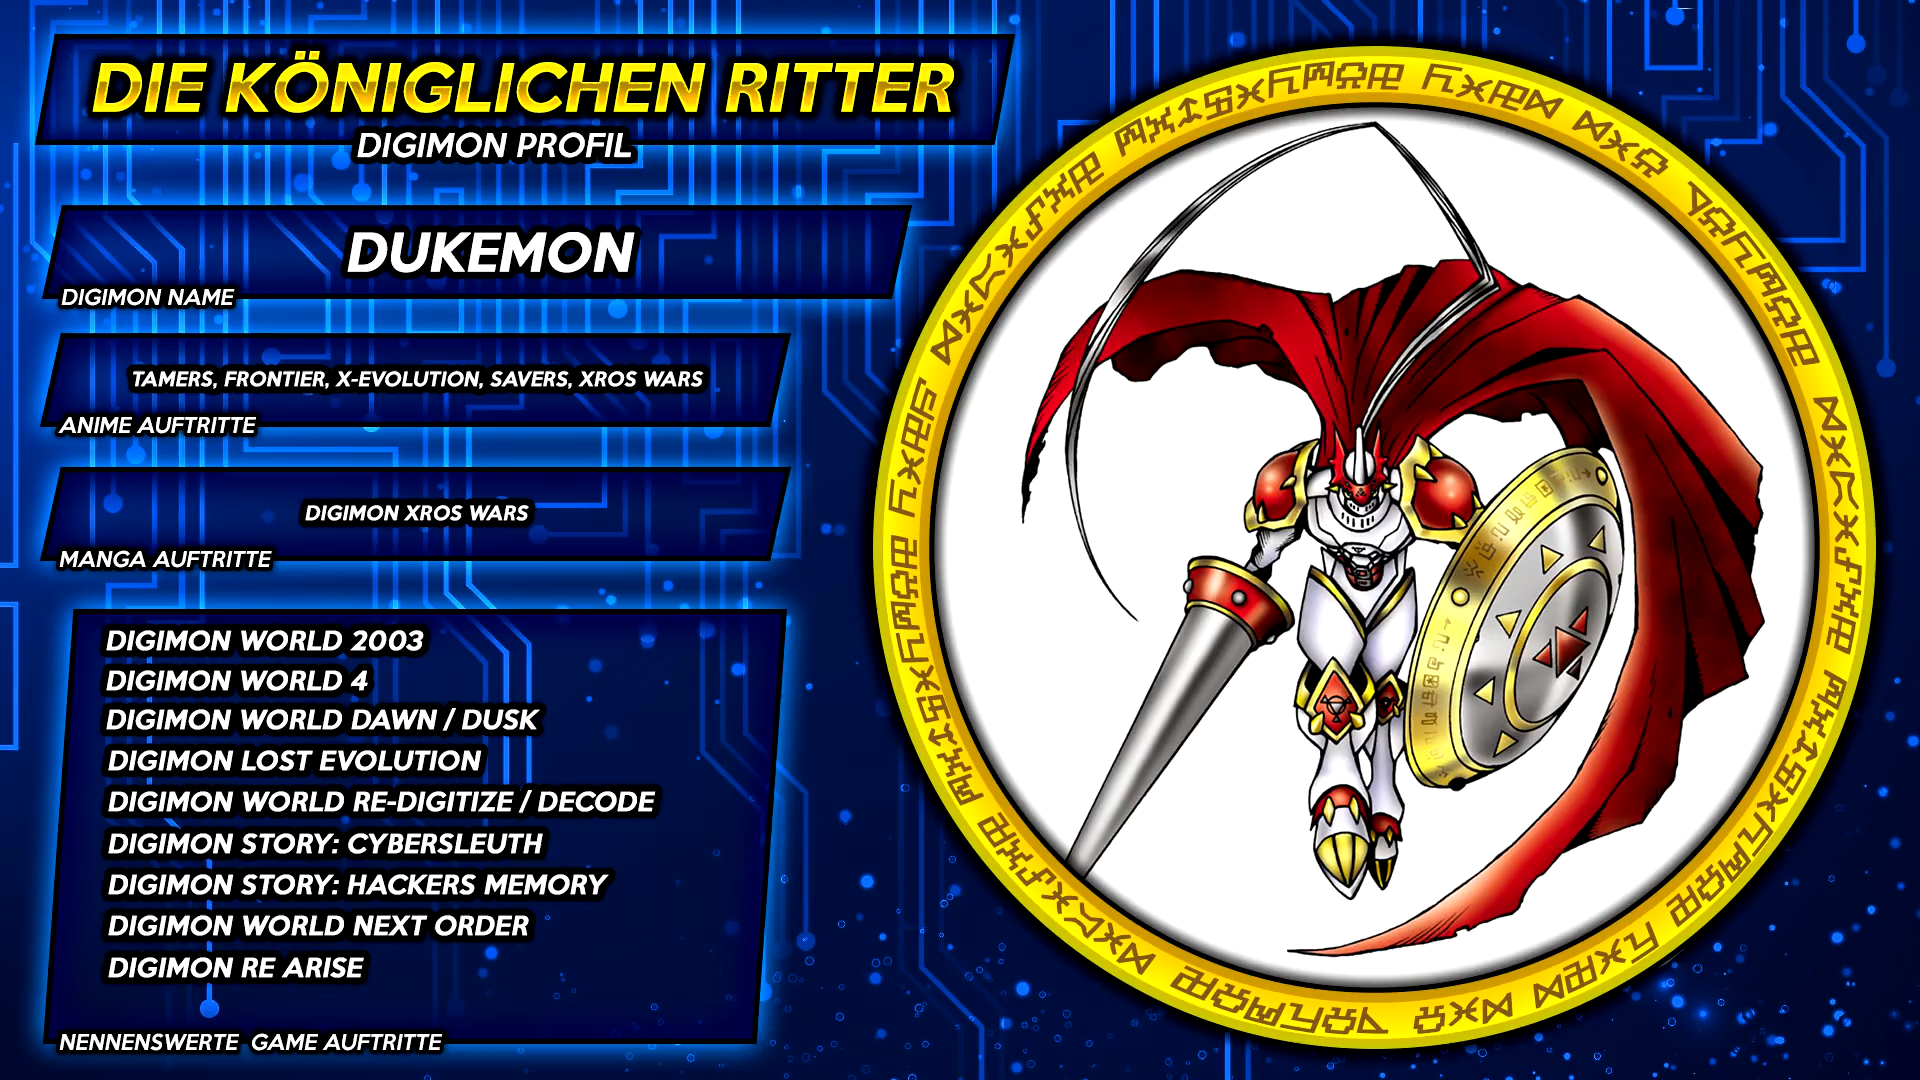 DIE KÖNIGLICHEN RITTER
DIGIMON PROFIL
DUKEMON
DIGIMON NAME
TAMERS, FRONTIER, X-EVOLUTION, SAVERS, XROS WARS
ANIME AUFTRITTE
DIGIMON XROS WARS
MANGA AUFTRITTE
DIGIMON WORLD 2003
DIGIMON WORLD 4
DIGIMON WORLD DAWN / DUSK
DIGIMON LOST EVOLUTION
DIGIMON WORLD RE-DIGITIZE / DECODE
DIGIMON STORY: CYBERSLEUTH
DIGIMON STORY: HACKERS MEMORY
DIGIMON WORLD NEXT ORDER
DIGIMON RE ARISE
NENNENSWERTE GAME AUFTRITTE